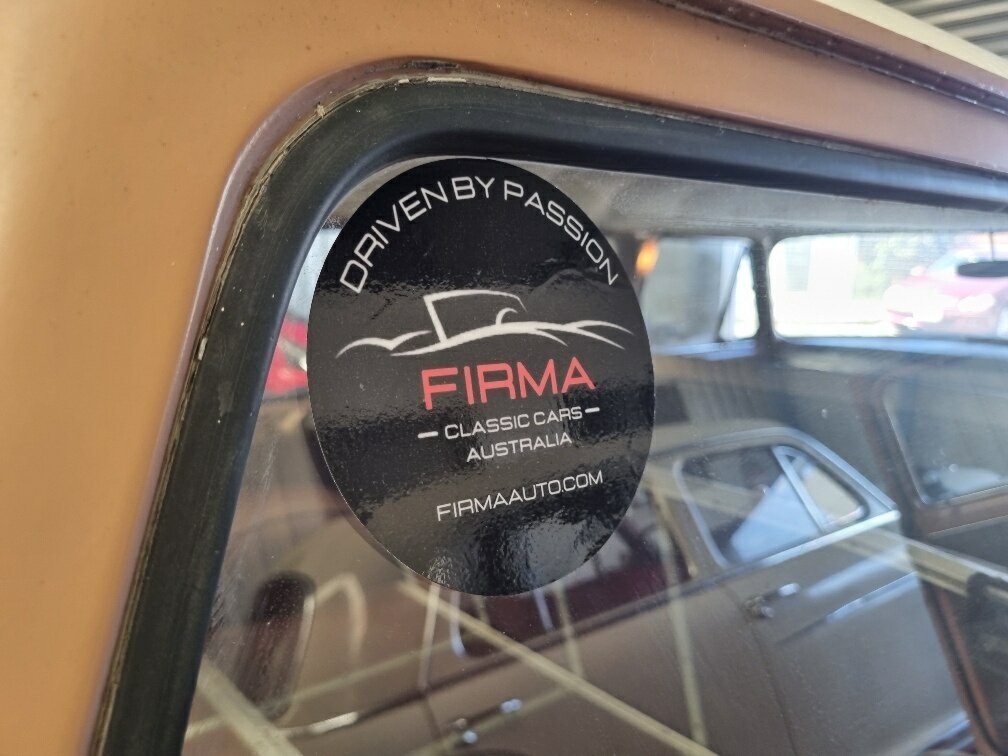 DRIVEN BY PASSION
FIRMA
- CLASSIC CARS -
AUSTRALIA
FIRMAAUTO.COM